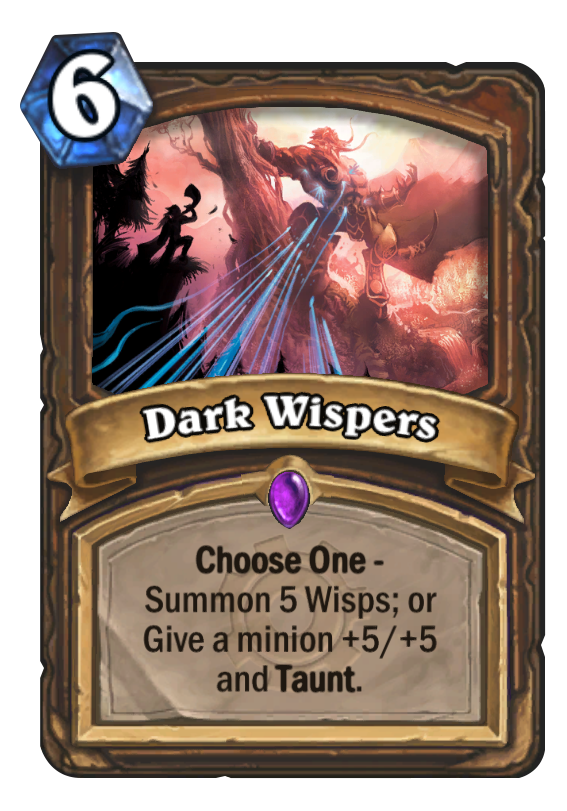 6
Dark Wispers
Choose One -
Summon 5 Wisps; or
Give a minion +5/+5
and Taunt.